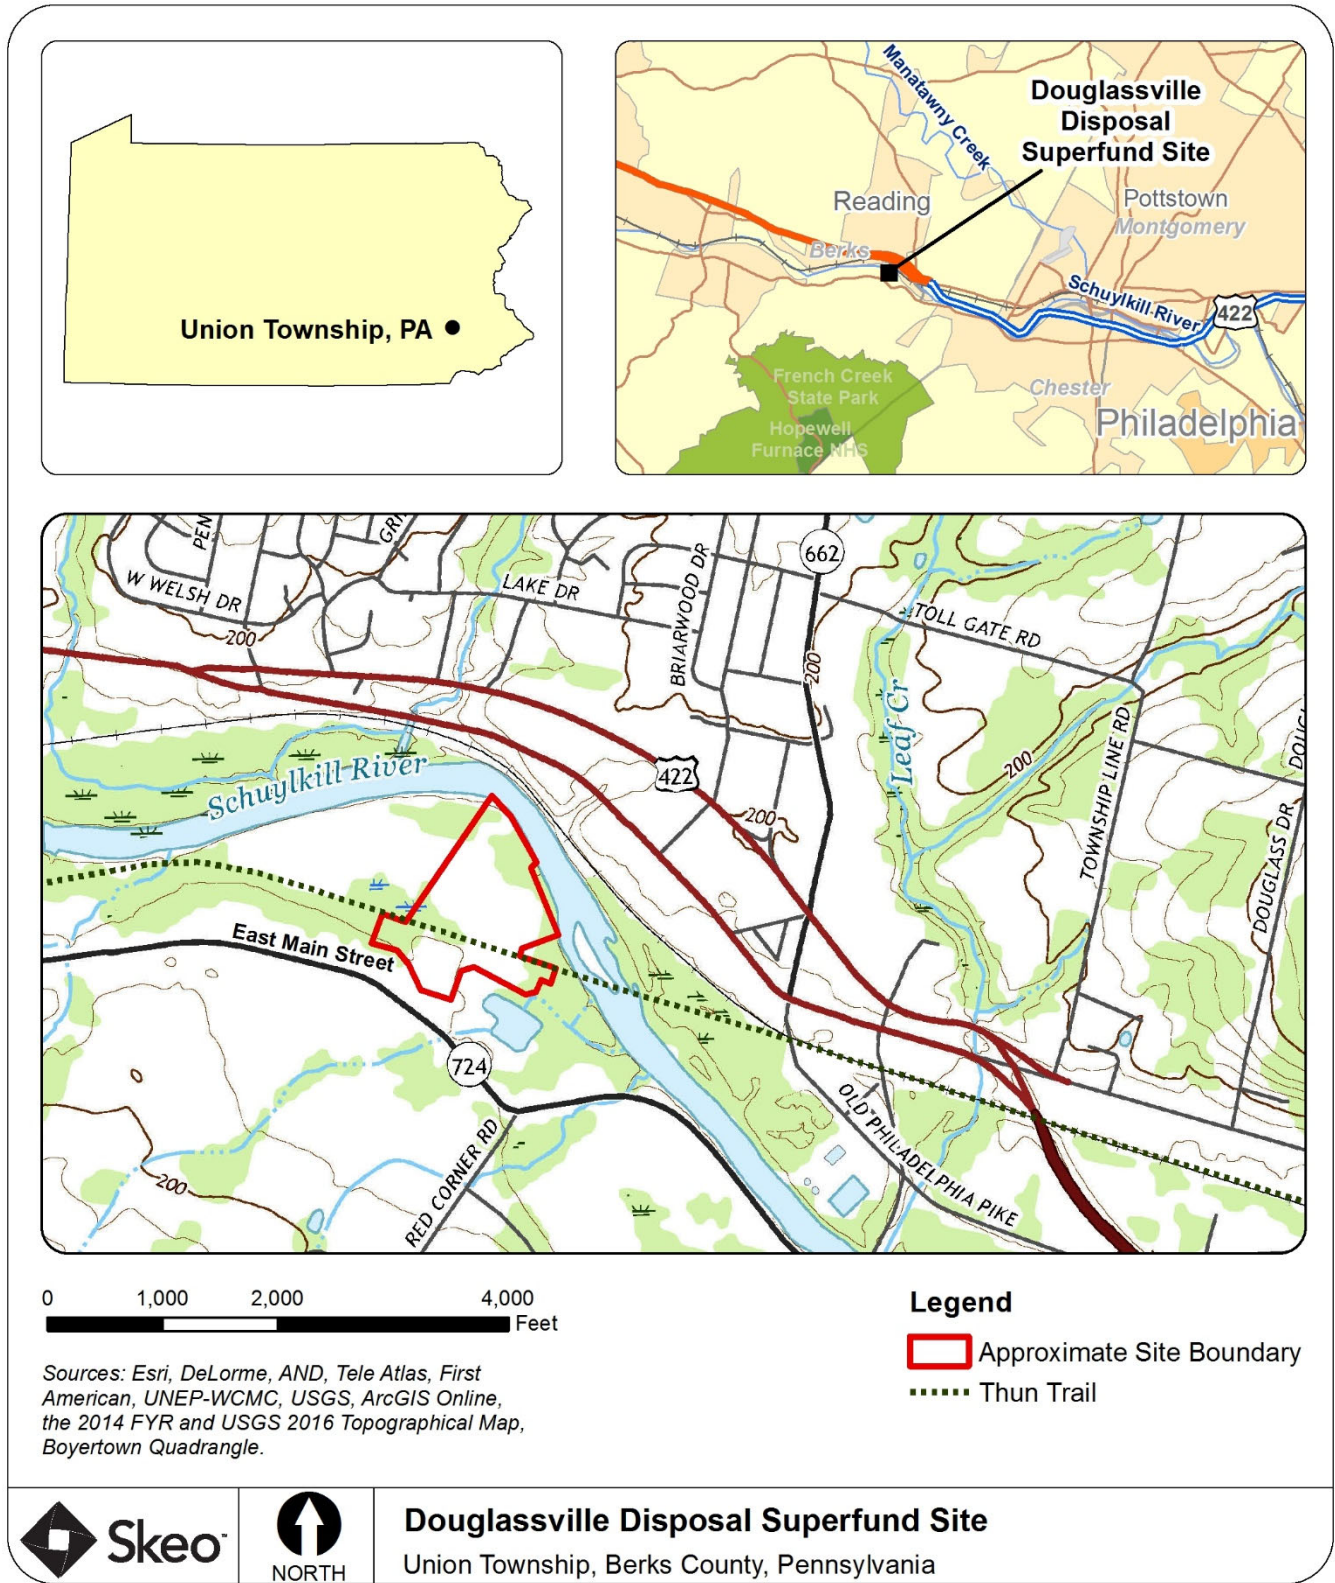 Union Township, PA
Manatawny Creek
Douglassville
Disposal
Superfund Site
Reading
Pottstown
Montgomery
Berks
Schuylkill River
422
Chester
French Creek
State Park
Hopewell
Furnace NHS
Philadelphia
PEN
GRI
W WELSH DR
LAKE DR
BRIARWOOD DR
662
TOLL GATE RD
200
200
Leaf Cr
TOWNSHIP LINE RD
200
DOUGLASS DR
422
200
Schuylkill River
East Main Street
724
RED CORNER RD
200
OLD PHILADELPHIA PIKE
0 1,000 2,000 4,000
Feet
Sources: Esri, DeLorme, AND, Tele Atlas, First
American, UNEP-WCMC, USGS, ArcGIS Online,
the 2014 FYR and USGS 2016 Topographical Map,
Boyertown Quadrangle.
Legend
Approximate Site Boundary
Thun Trail
Skeo
NORTH
Douglassville Disposal Superfund Site
Union Township, Berks County, Pennsylvania